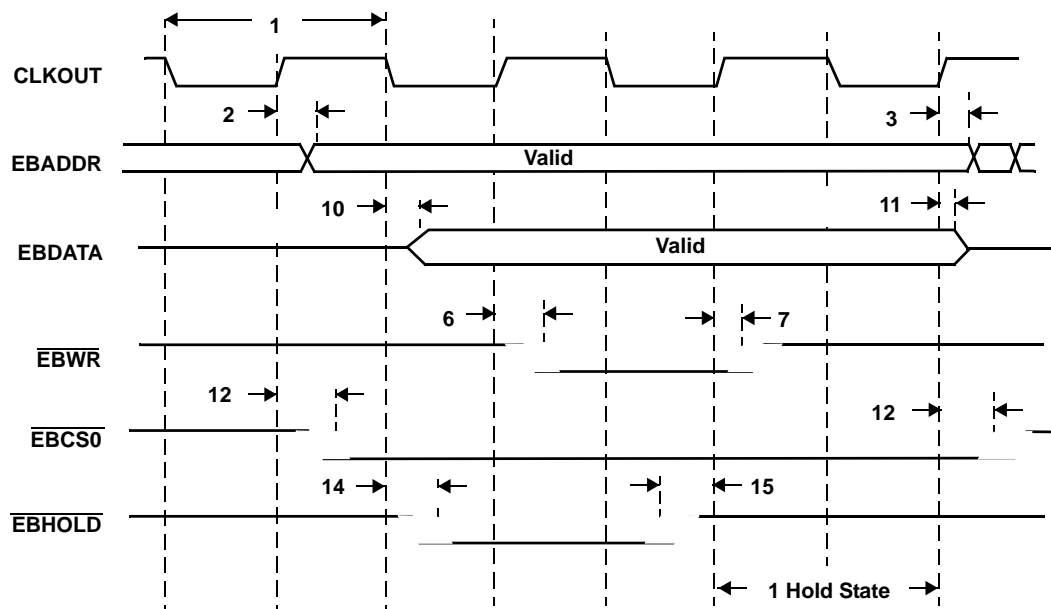 1
CLKOUT
2
3
EBADDR
Valid
10
11
EBDATA
Valid
6
7
EBWR
12
12
EBCS0
14
15
EBHOLD
1 Hold State